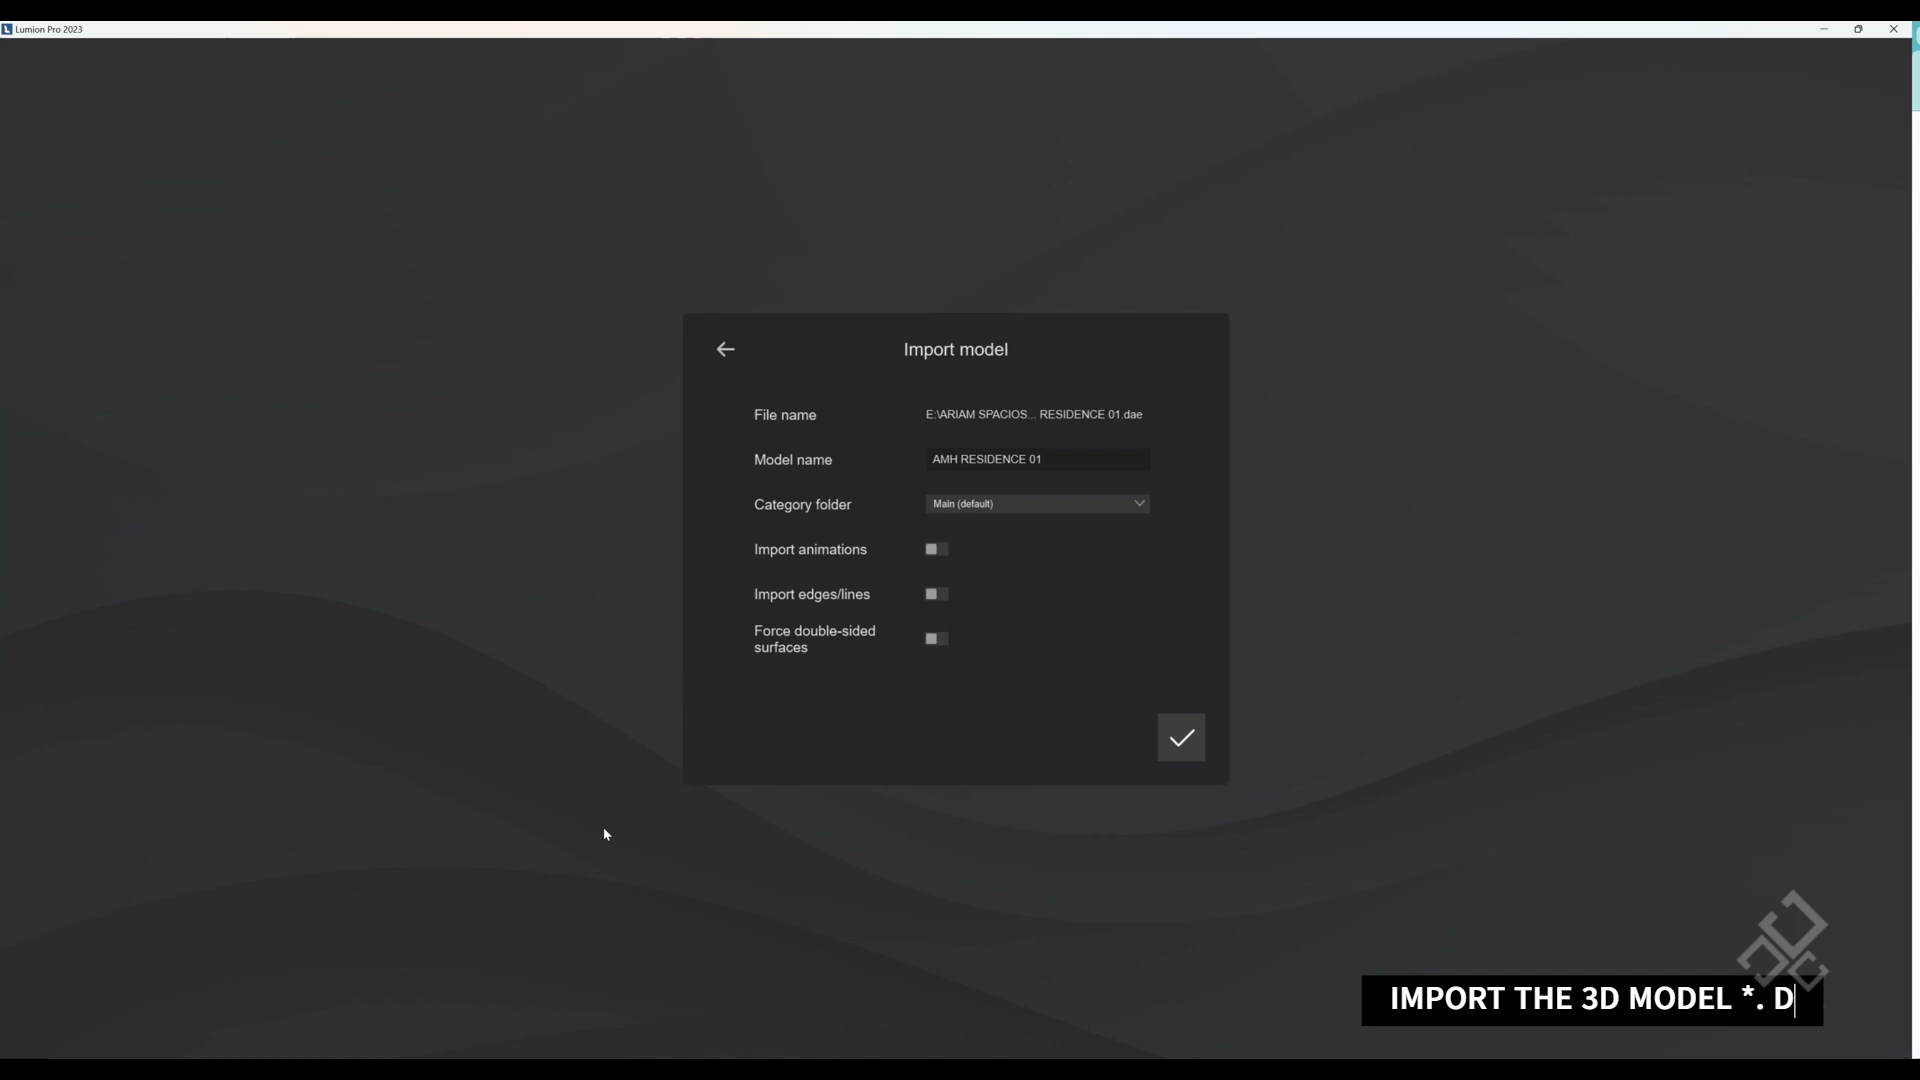 Lumion Pro 2023
Import model
File name
E:\ARIAM SPACIOS... RESIDENCE 01.dae
Model name
AMH RESIDENCE 01
Category folder
Main (default)
Import animations
Import edges/lines
Force double-sided
surfaces
IMPORT THE 3D MODEL *. D